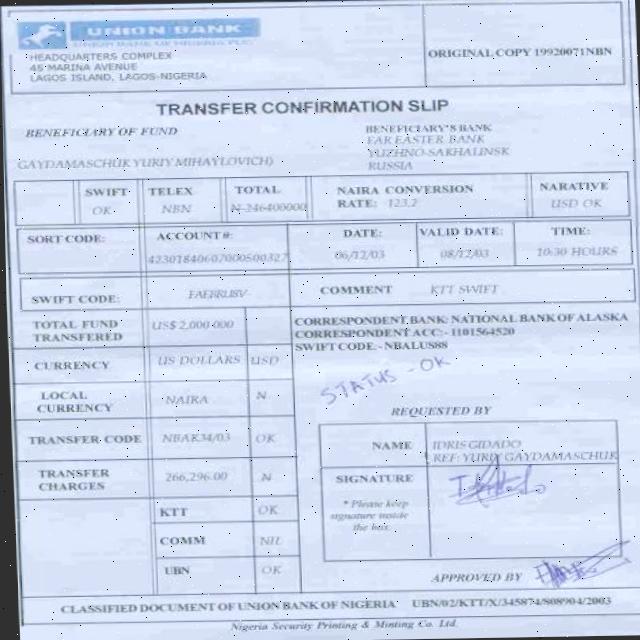 UNION BANK
UNION BANK OF NIGERIA PLC.
HEADQUARTERS COMPLEX
45 MARINA AVENUE
LAGOS ISLAND, LAGOS-NIGERIA
ORIGINAL COPY 19920071NBN
TRANSFER CONFIRMATION SLIP
BENEFICIARY OF FUND
GAYDAMASCHUK YURIY MIHAYLOVICH)
BENEFICIARY'S BANK
FAR EASTER BANK
YUZHNO-SAKHALINSK
RUSSIA
SWIFT
OK
TELEX
NBN
TOTAL
N-246400000
NAIRA CONVERSION
RATE: 123.2
NARATIVE
USD OK
SORT CODE:
ACCOUNT #:
42301840607000500327
DATE:
06/12/03
VALID DATE:
08/12/03
TIME:
10:30 HOURS
SWIFT CODE:
COMMENT
KTT SWIFT
TOTAL FUND
TRANSFERED
US$ 2,000.000
CORRESPONDENT, BANK: NATIONAL BANK OF ALASKA
CORRESPONDENT ACC:- 1101564520
SWIFT CODE:- NBALUS88
CURRENCY
US DOLLARS
USD
STATUS - OK
LOCAL
CURRENCY
NAIRA
N
REQUESTED BY
TRANSFER CODE
NBAK34/03
OK
NAME
IDRIS GIDADO
REF: YURIY GAYDAMASCHUK
TRANSFER
CHARGES
266,296.00
N
SIGNATURE
* Please keep
signature inside
the box.
KTT
OK
COMM
NIL
UBN
OK
APPROVED BY
CLASSIFIED DOCUMENT OF UNION BANK OF NIGERIA UBN/02/KTT/X/345874/S08904/2003
Nigeria Security Printing & Minting Co. Ltd.